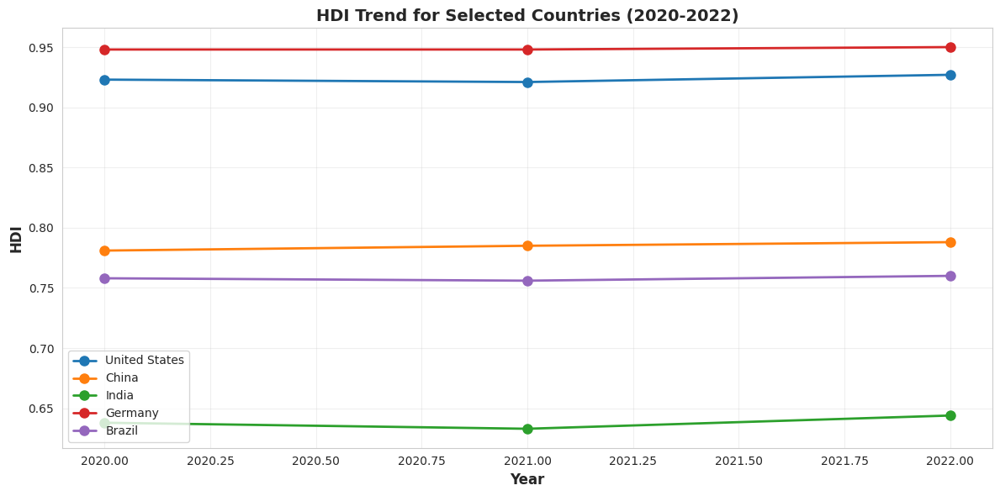 HDI Trend for Selected Countries (2020-2022)
HDI
0.95
0.90
0.85
0.80
0.75
0.70
0.65
United States
China
India
Germany
Brazil
2020.00 2020.25 2020.50 2020.75 2021.00 2021.25 2021.50 2021.75 2022.00
Year